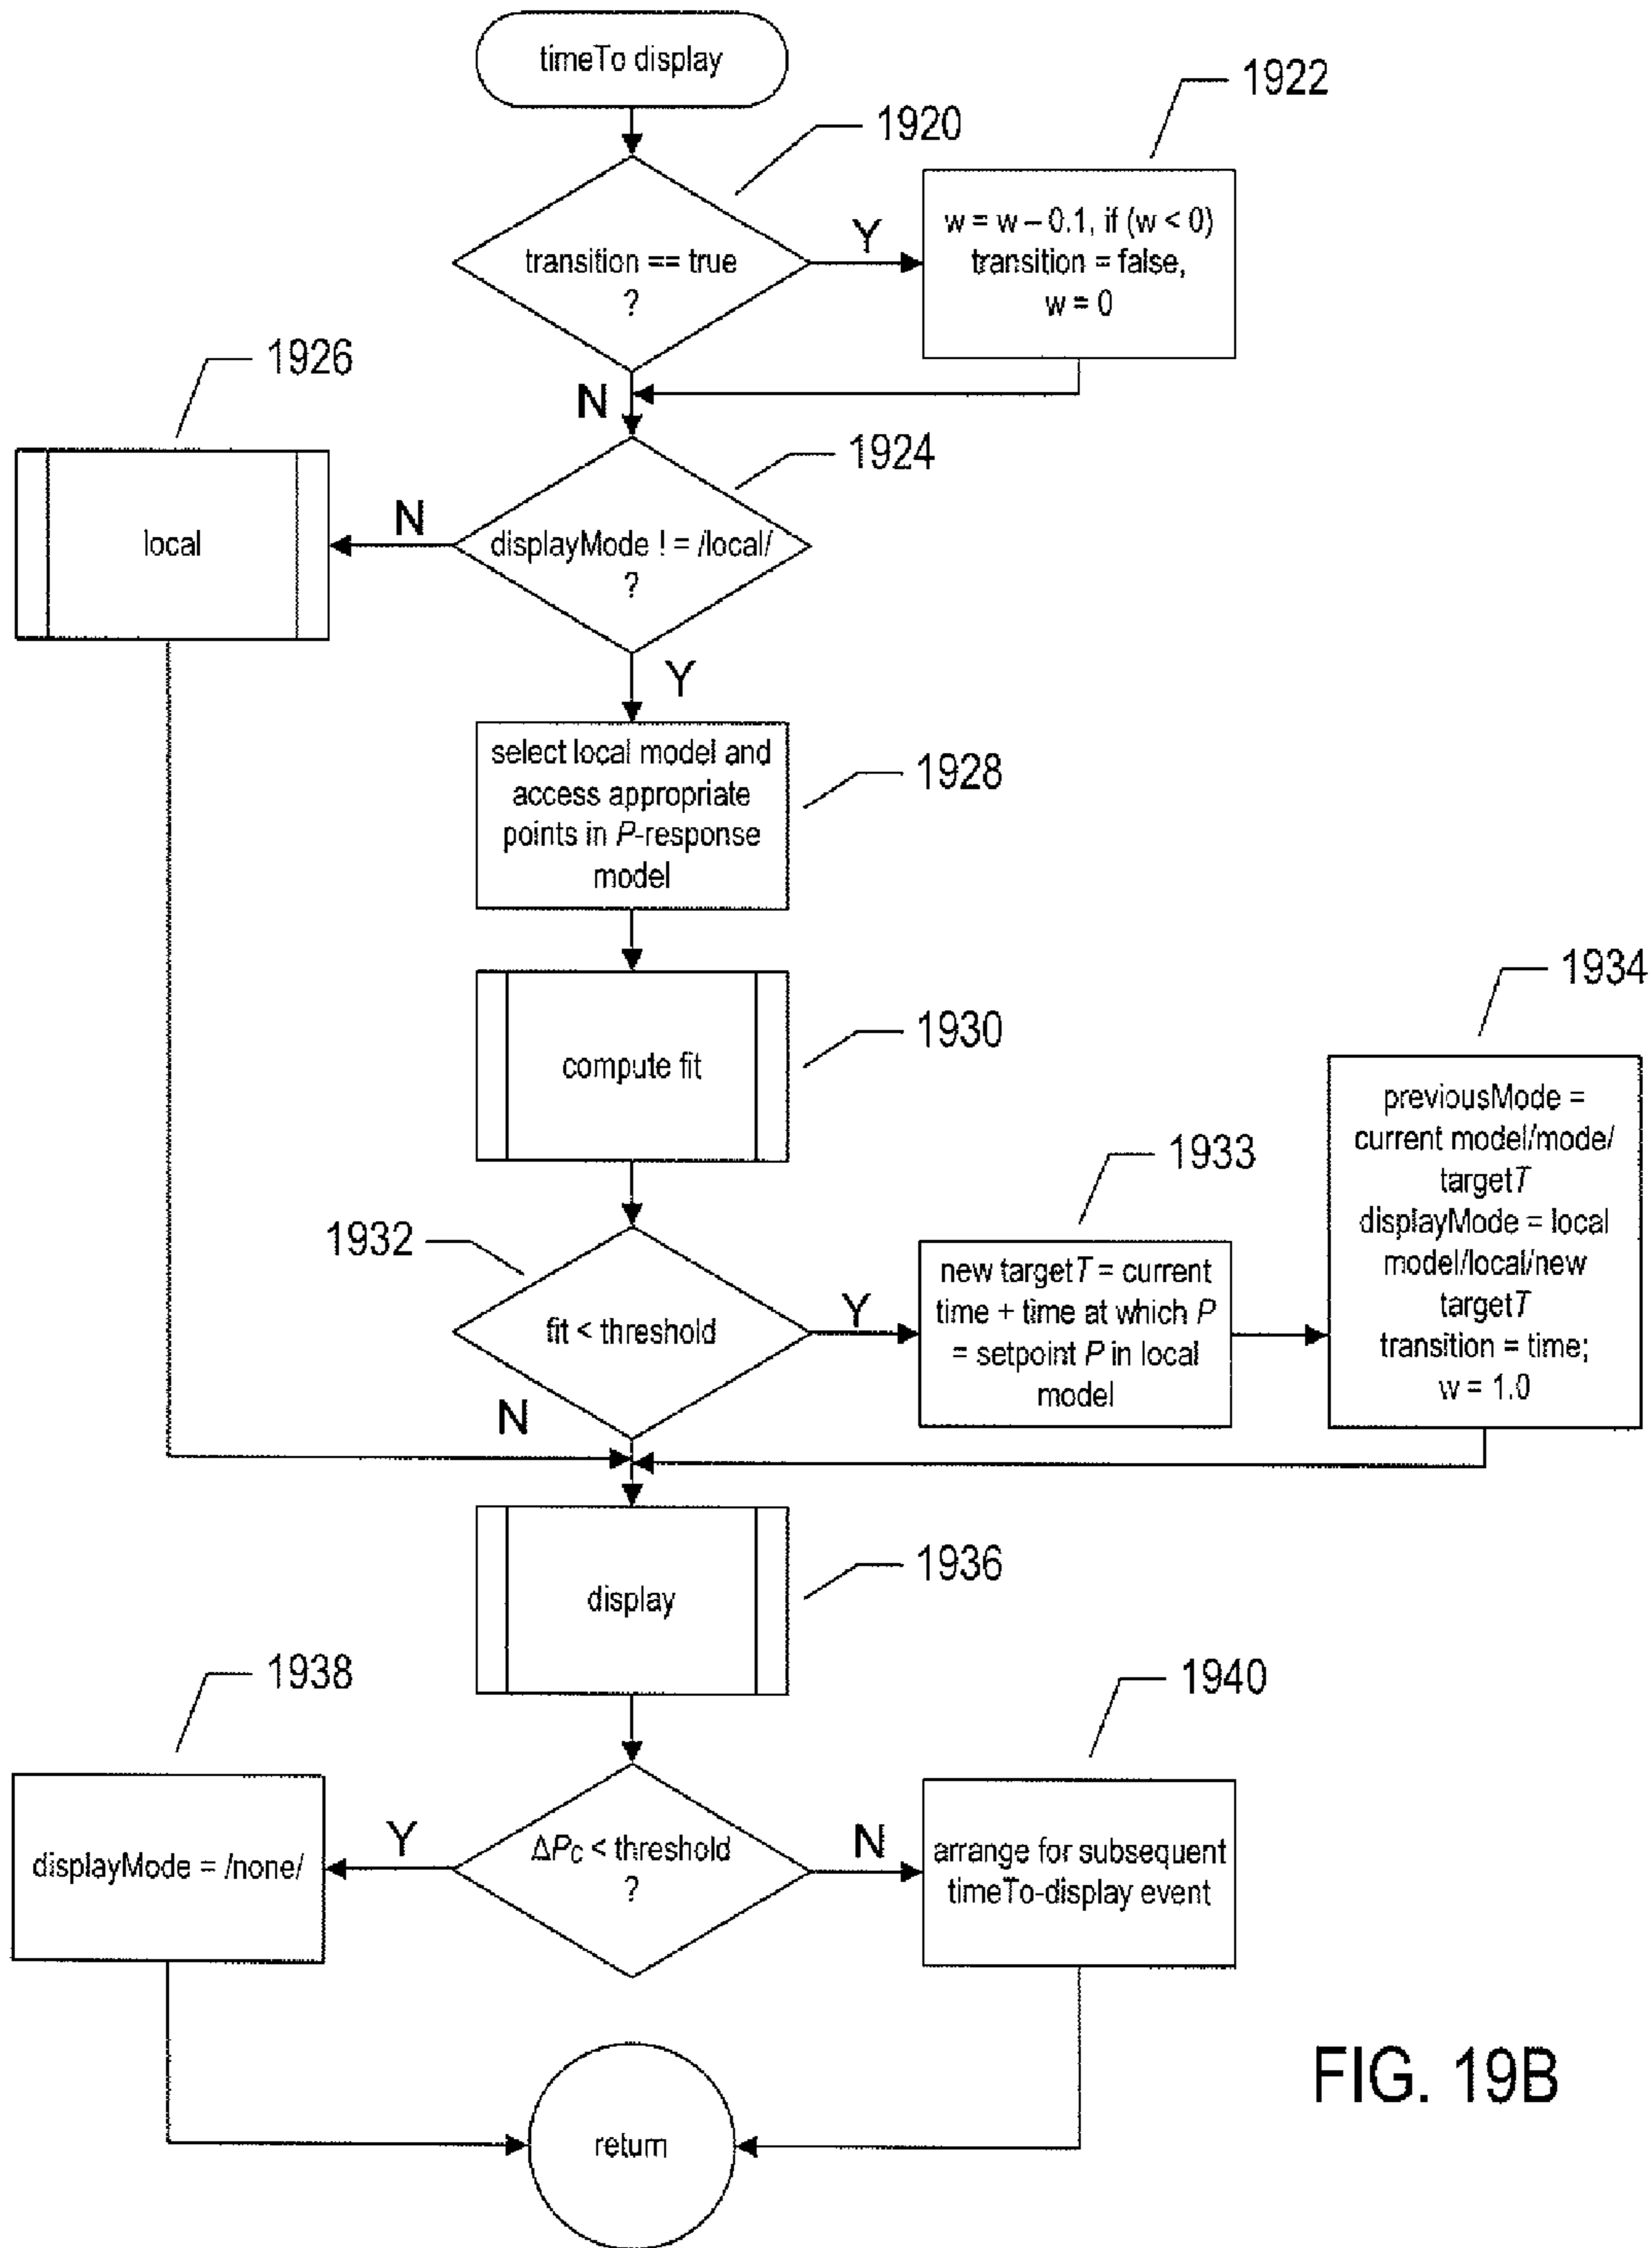 timeTo display
1920
1922
transition == true
?
Y
w = w – 0.1, if (w < 0)
transition = false,
w = 0
N
1926
1924
local
N
displayMode ! = /local/
?
Y
select local model and
access appropriate
points in P-response
model
1928
compute fit
1930
1934
1932
fit < threshold
Y
1933
new targetT = current
time + time at which P
= setpoint P in local
model
previousMode =
current model/mode/
targetT
displayMode = local
model/local/new
targetT
transition = time;
w = 1.0
N
display
1936
1938
1940
displayMode = /none/
Y
ΔPC < threshold
?
N
arrange for subsequent
timeTo-display event
return
FIG. 19B